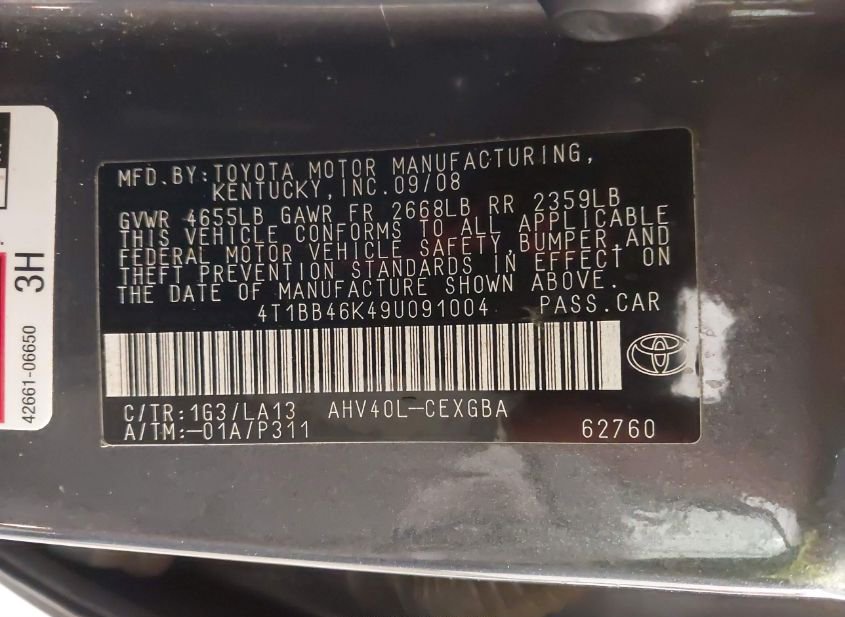 MFD.BY:TOYOTA MOTOR MANUFACTURING,
KENTUCKY,INC.09/08
GVWR 4655LB GAWR FR 2668LB RR 2359LB
THIS VEHICLE CONFORMS TO ALL APPLICABLE
FEDERAL MOTOR VEHICLE SAFETY,BUMPER,AND
THEFT PREVENTION STANDARDS IN EFFECT ON
THE DATE OF MANUFACTURE SHOWN ABOVE.
4T1BB46K49U091004 PASS.CAR
C/TR:1G3/LA13 AHV40L-CEXGBA
A/TM:-01A/P311 62760
3H
42661-06650